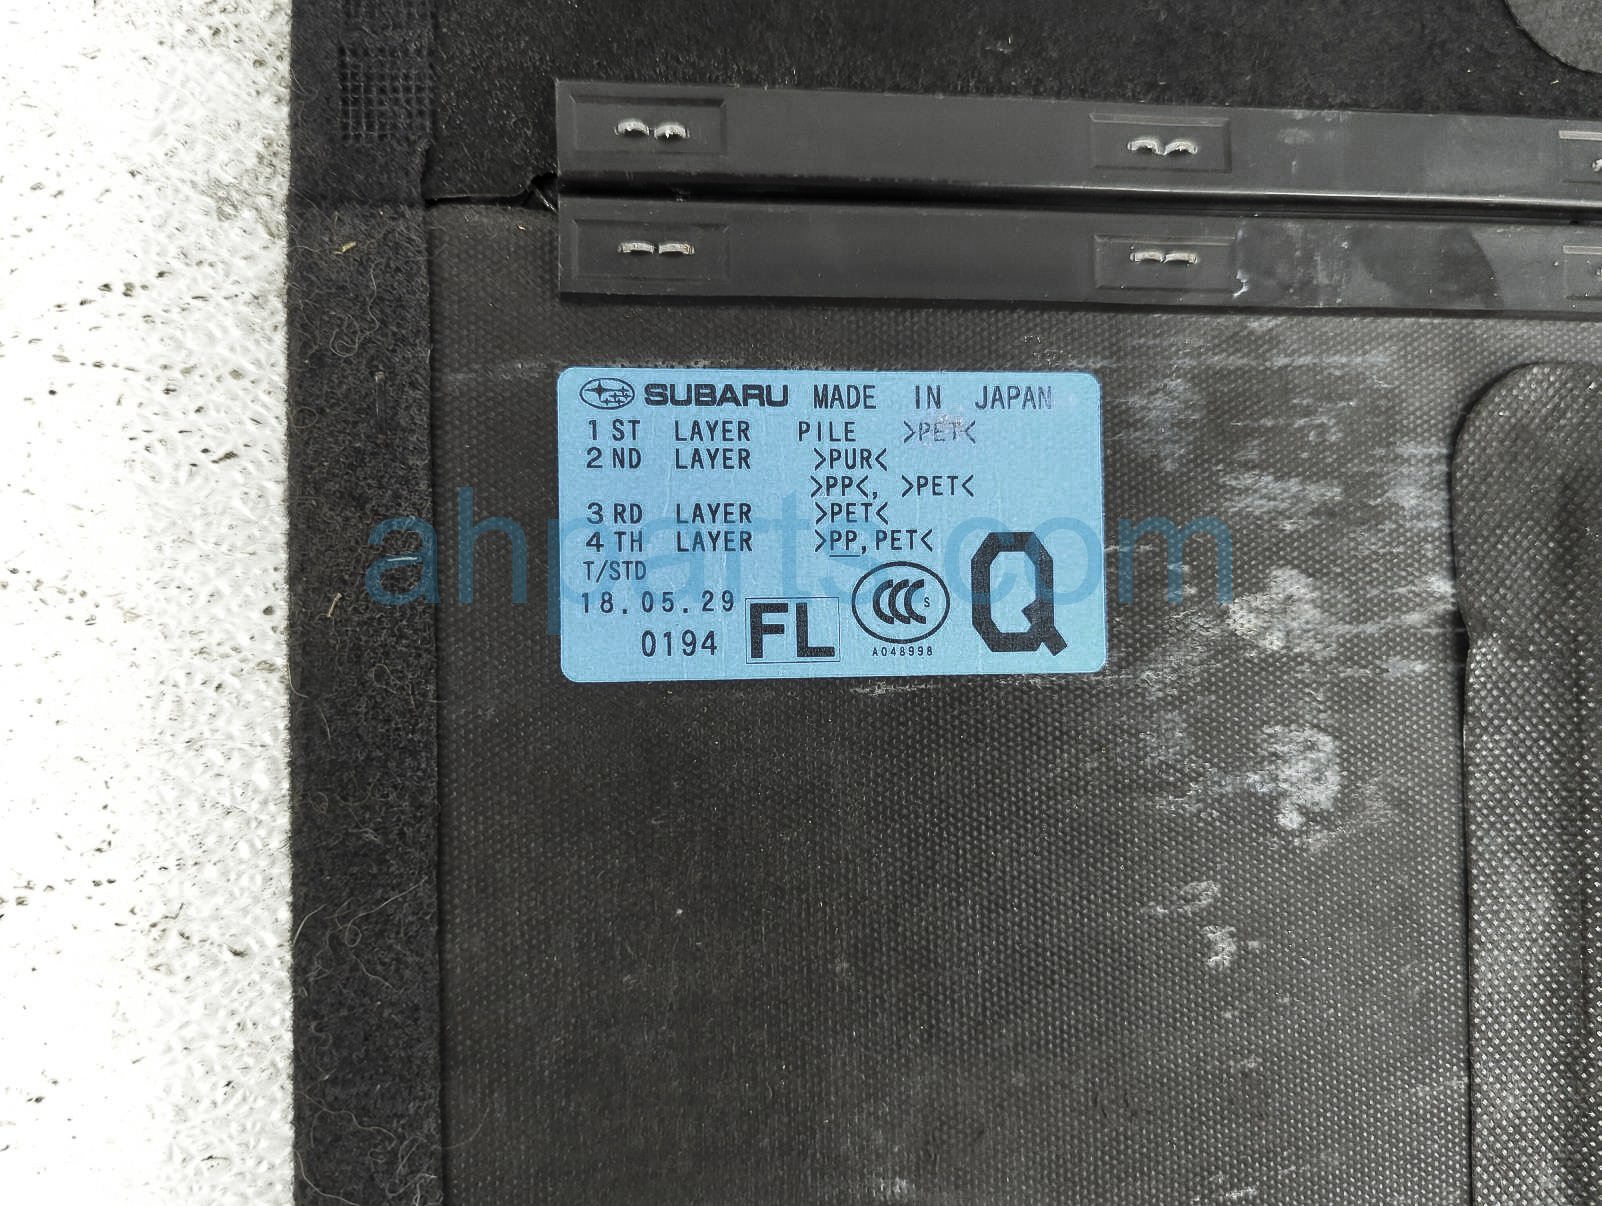 SUBARU MADE IN JAPAN
1ST LAYER PILE >PET<
2ND LAYER >PUR<
>PP<, >PET<
3RD LAYER >PET<
4TH LAYER >PP,PET<
T/STD
18.05.29
0194 FL CCC S Q
A048998
ahparts.com